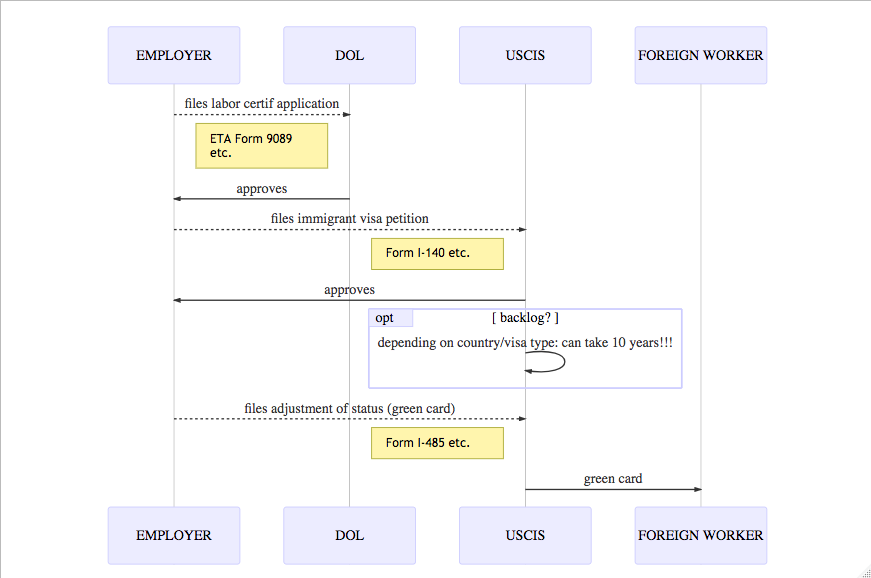 EMPLOYER
DOL
USCIS
FOREIGN WORKER
files labor certif application
ETA Form 9089
etc.
approves
files immigrant visa petition
Form I-140 etc.
approves
opt
[ backlog? ]
depending on country/visa type: can take 10 years!!!
files adjustment of status (green card)
Form I-485 etc.
green card
EMPLOYER
DOL
USCIS
FOREIGN WORKER